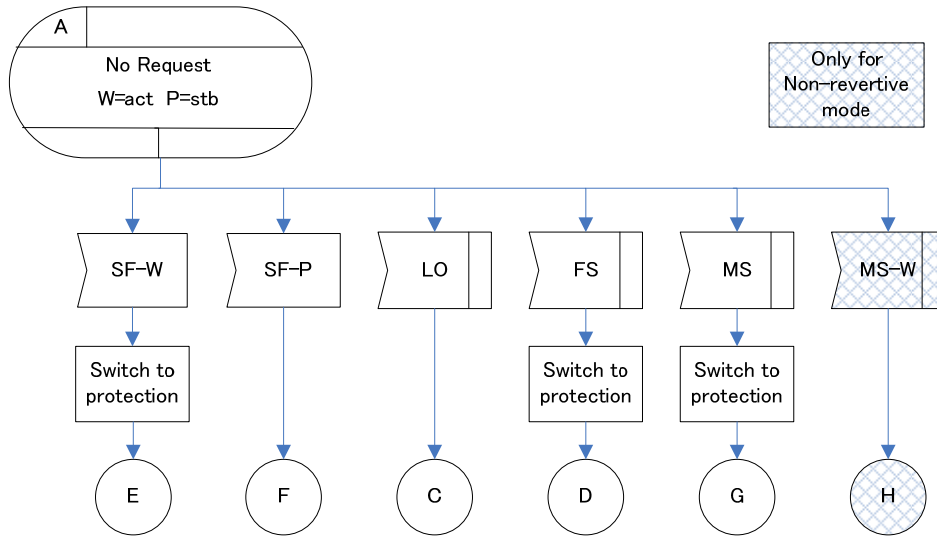 A
No Request
W=act P=stb
Only for
Non-revertive
mode
SF-W
SF-P
LO
FS
MS
MS-W
Switch to
protection
Switch to
protection
Switch to
protection
E
F
C
D
G
H